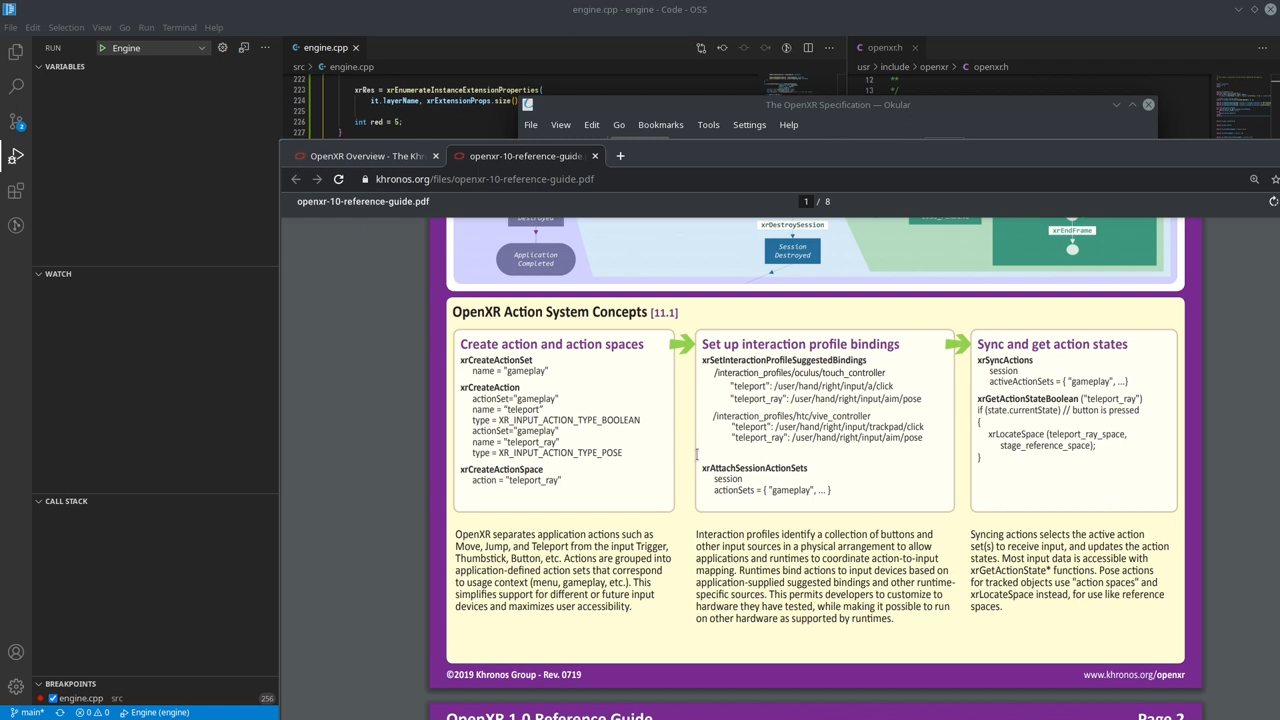 engine.cpp - engine - Code - OSS
File Edit Selection View Go Run Terminal Help
RUN Engine
VARIABLES
WATCH
CALL STACK
BREAKPOINTS
engine.cpp src 256
main* 0 0 Engine (engine)
2
engine.cpp
openxr.h
src engine.cpp
usr include openxr openxr.h
222
223 xrRes = xrEnumerateInstanceExtensionProperties(
224 it.layerName, xrExtensionProps.size()
225
226 int red = 5;
227 }
12 **
13 */
The OpenXR Specification — Okular
File View Edit Go Bookmarks Tools Settings Help
OpenXR Overview - The Khr
openxr-10-reference-guide.
khronos.org/files/openxr-10-reference-guide.pdf
openxr-10-reference-guide.pdf
1 / 8
Application
Completed
xrDestroySession
Session
Destroyed
xrEndFrame
OpenXR Action System Concepts [11.1]
Create action and action spaces
xrCreateActionSet
name = "gameplay"
xrCreateAction
actionSet="gameplay"
name = "teleport"
type = XR_INPUT_ACTION_TYPE_BOOLEAN
actionSet="gameplay"
name = "teleport_ray"
type = XR_INPUT_ACTION_TYPE_POSE
xrCreateActionSpace
action = "teleport_ray"
OpenXR separates application actions such as
Move, Jump, and Teleport from the input Trigger,
Thumbstick, Button, etc. Actions are grouped into
application-defined action sets that correspond
to usage context (menu, gameplay, etc.). This
simplifies support for different or future input
devices and maximizes user accessibility.
Set up interaction profile bindings
xrSetInteractionProfileSuggestedBindings
/interaction_profiles/oculus/touch_controller
"teleport": /user/hand/right/input/a/click
"teleport_ray": /user/hand/right/input/aim/pose
/interaction_profiles/htc/vive_controller
"teleport": /user/hand/right/input/trackpad/click
"teleport_ray": /user/hand/right/input/aim/pose
xrAttachSessionActionSets
session
actionSets = { "gameplay", ... }
Interaction profiles identify a collection of buttons and
other input sources in a physical arrangement to allow
applications and runtimes to coordinate action-to-input
mapping. Runtimes bind actions to input devices based on
application-supplied suggested bindings and other runtime-
specific sources. This permits developers to customize to
hardware they have tested, while making it possible to run
on other hardware as supported by runtimes.
Sync and get action states
xrSyncActions
session
activeActionSets = { "gameplay", ...}
xrGetActionStateBoolean ("teleport_ray")
if (state.currentState) // button is pressed
{
xrLocateSpace (teleport_ray_space,
stage_reference_space);
}
Syncing actions selects the active action
set(s) to receive input, and updates the action
states. Most input data is accessible with
xrGetActionState* functions. Pose actions
for tracked objects use "action spaces" and
xrLocateSpace instead, for use like reference
spaces.
©2019 Khronos Group - Rev. 0719
www.khronos.org/openxr
OpenXR 1.0 Reference Guide
Page 2